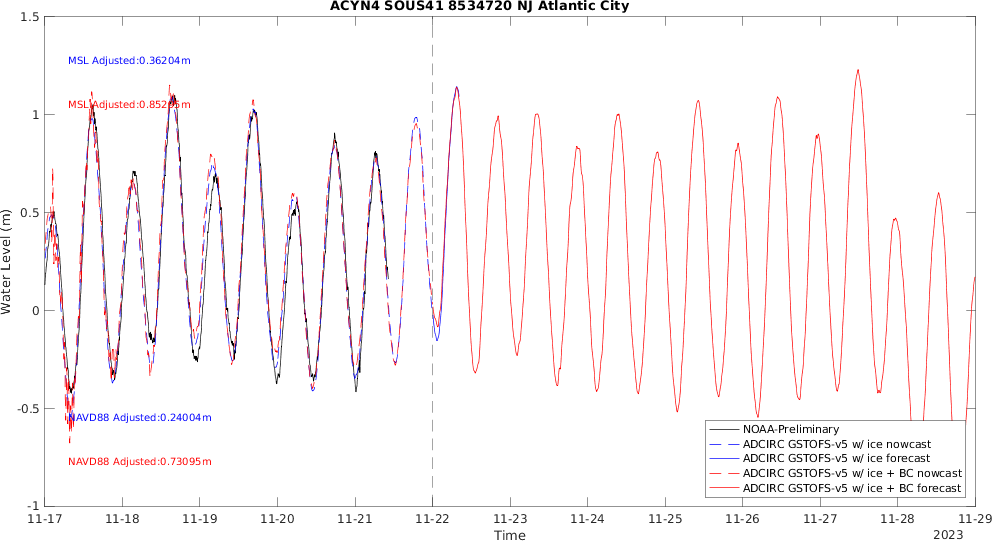 ACYN4 SOUS41 8534720 NJ Atlantic City
1.5
1
0.5
0
-0.5
-1
Water Level (m)
MSL Adjusted:0.36204m
NAVD88 Adjusted:0.24004m
NAVD88 Adjusted:0.73095m
NOAA-Preliminary
ADCIRC GSTOFS-v5 w/ ice nowcast
ADCIRC GSTOFS-v5 w/ ice forecast
ADCIRC GSTOFS-v5 w/ ice + BC nowcast
ADCIRC GSTOFS-v5 w/ ice + BC forecast
11-17 11-18 11-19 11-20 11-21 11-22 11-23 11-24 11-25 11-26 11-27 11-28 11-29
Time
2023